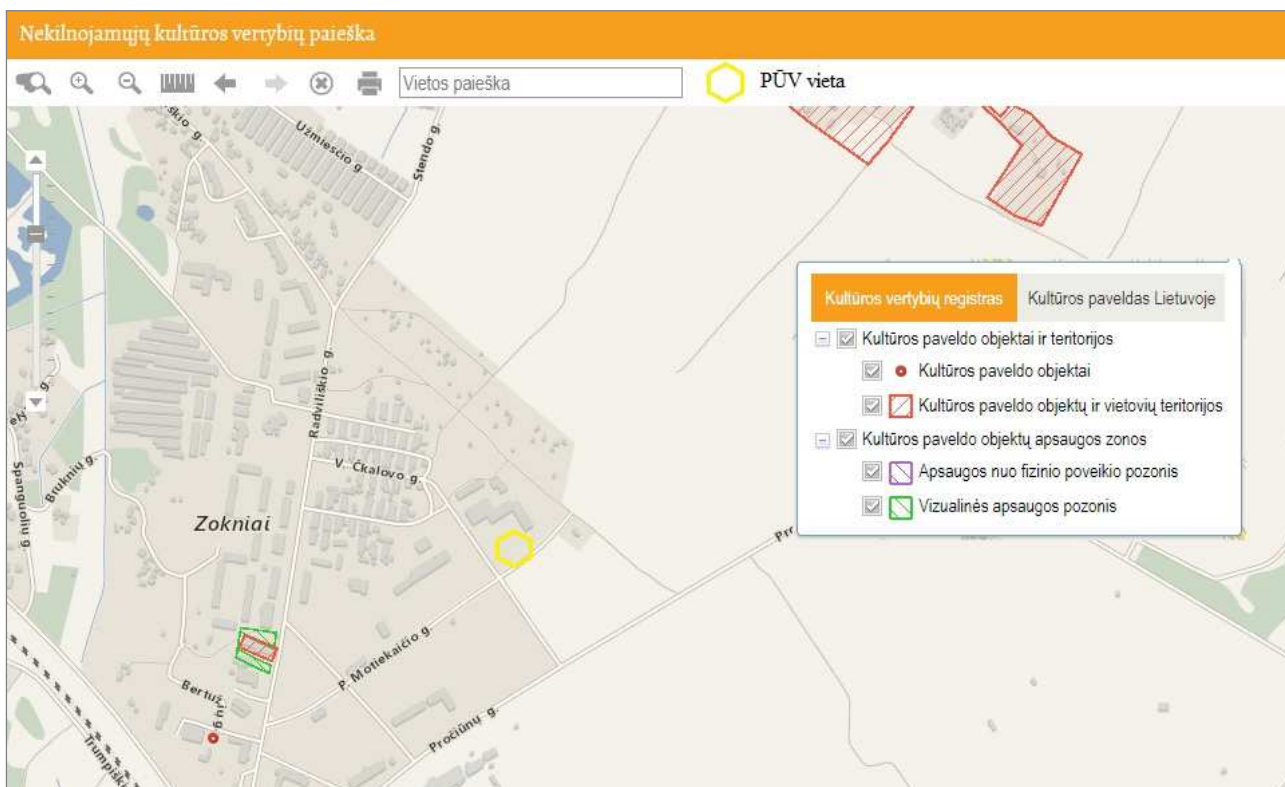 Nekilnojamųjų kultūros vertybių paieška
Vietos paieška
PŪV vieta
Užmiesčio g.
Stendo g.
Kultūros vertybių registras
Kultūros paveldas Lietuvoje
Kultūros paveldo objektai ir teritorijos
Kultūros paveldo objektai
Kultūros paveldo objektų ir vietovių teritorijos
Kultūros paveldo objektų apsaugos zonos
Apsaugos nuo fizinio poveikio pozonis
Vizualinės apsaugos pozonis
Radviliškio g.
V. Čkalovo g.
Bruknių g.
Spanguolių g.
Zokniai
P. Motiekaičio g.
Bertužių g.
Pročiūnų g.